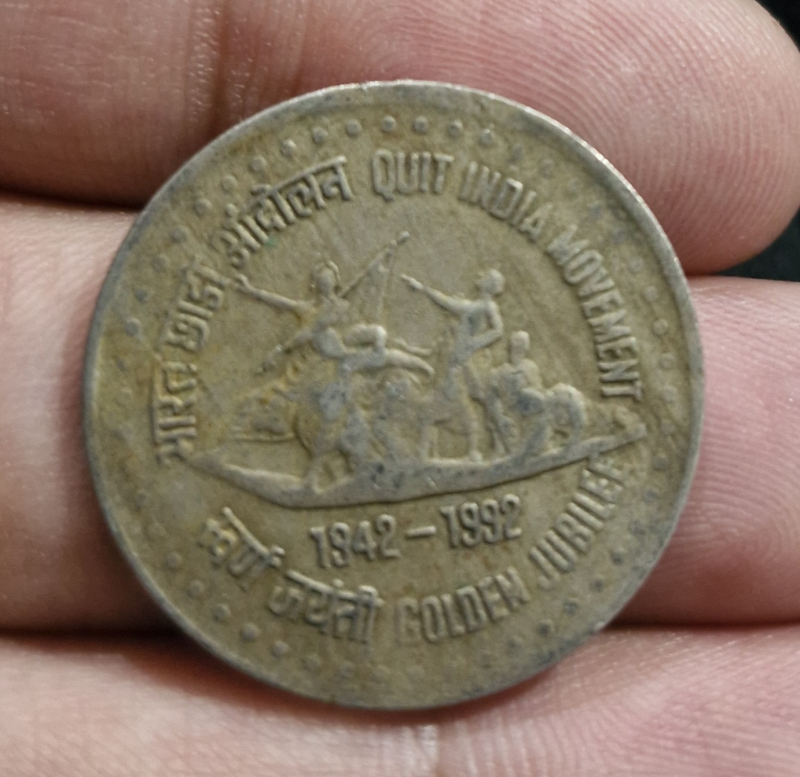 भारत छोडो आंदोलन QUIT INDIA MOVEMENT
1942-1992
स्वर्ण जयंती GOLDEN JUBILEE